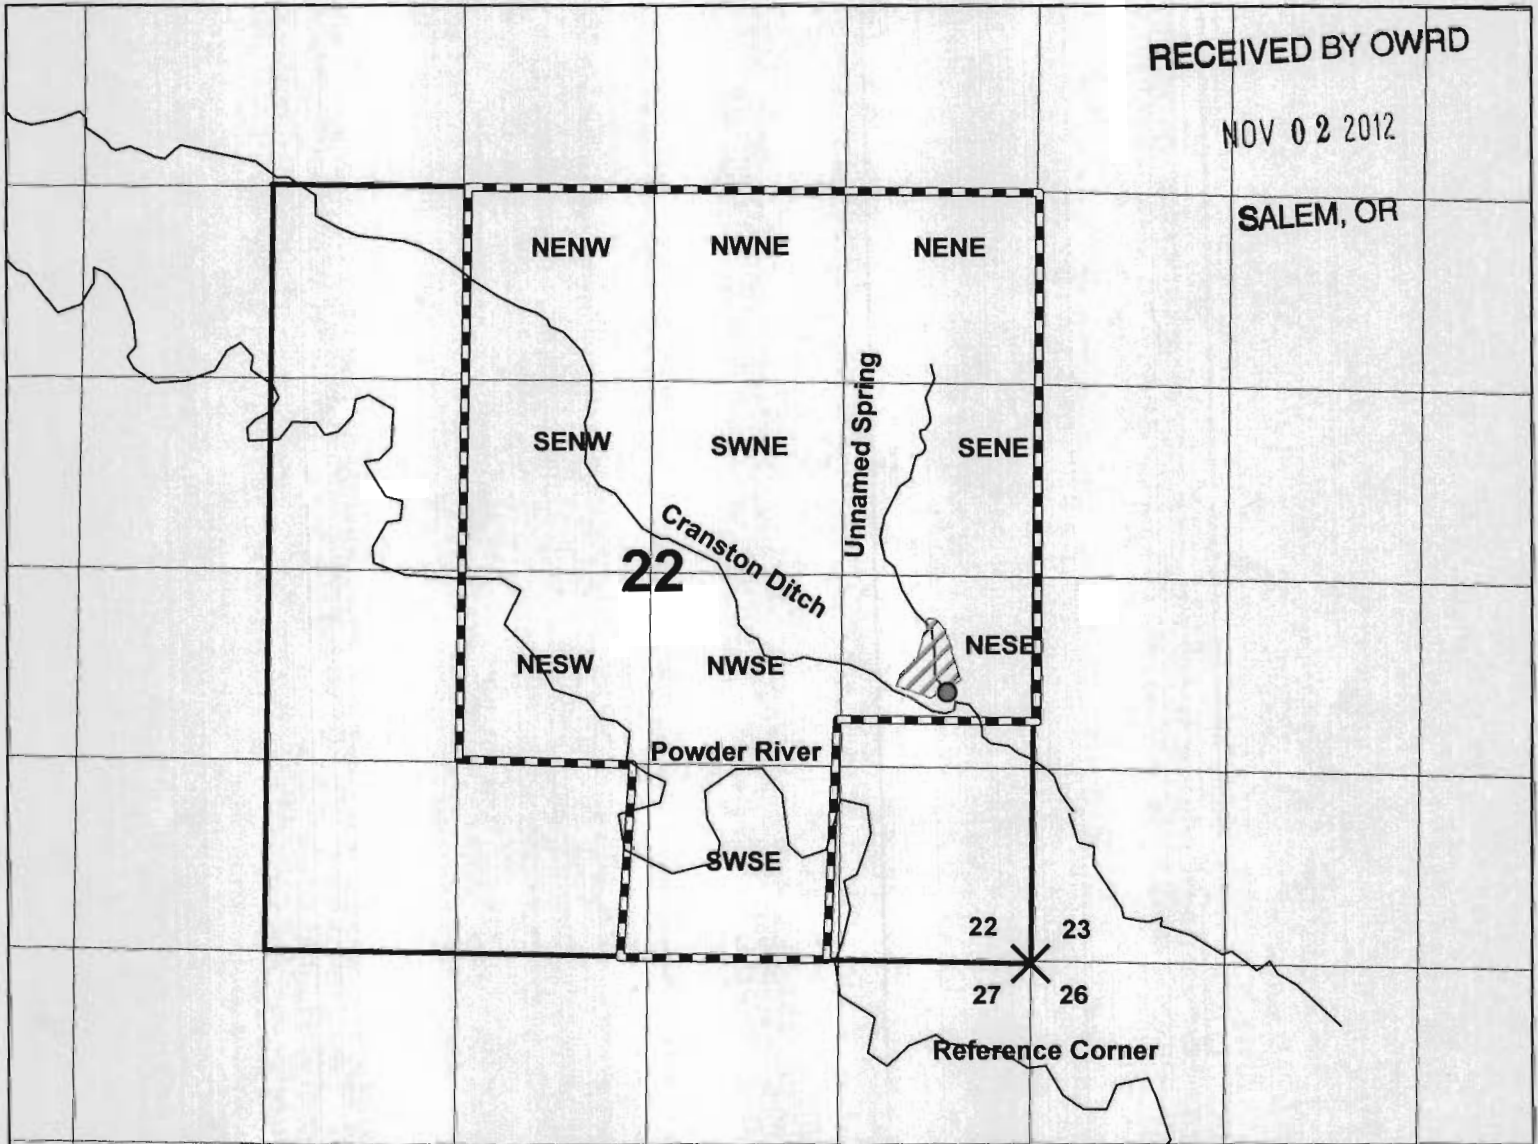 RECEIVED BY OWRD
NOV 02 2012
SALEM, OR
NENW
NWNE
NENE
Unnamed Spring
SENW
SWNE
SENE
Cranston Ditch
22
NESW
NWSE
NESE
Powder River
SWSE
22
23
27
26
Reference Corner